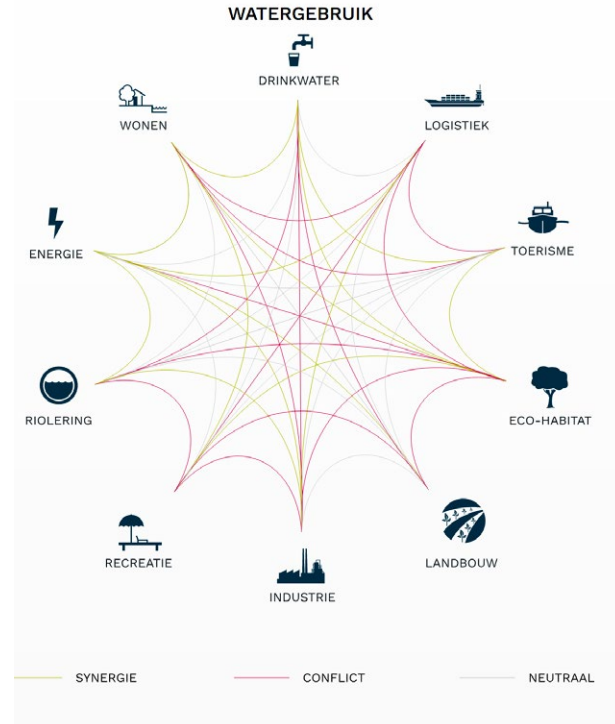 WATERGEBRUIK
DRINKWATER
WONEN
LOGISTIEK
ENERGIE
TOERISME
RIOLERING
ECO-HABITAT
RECREATIE
LANDBOUW
INDUSTRIE
SYNERGIE
CONFLICT
NEUTRAAL